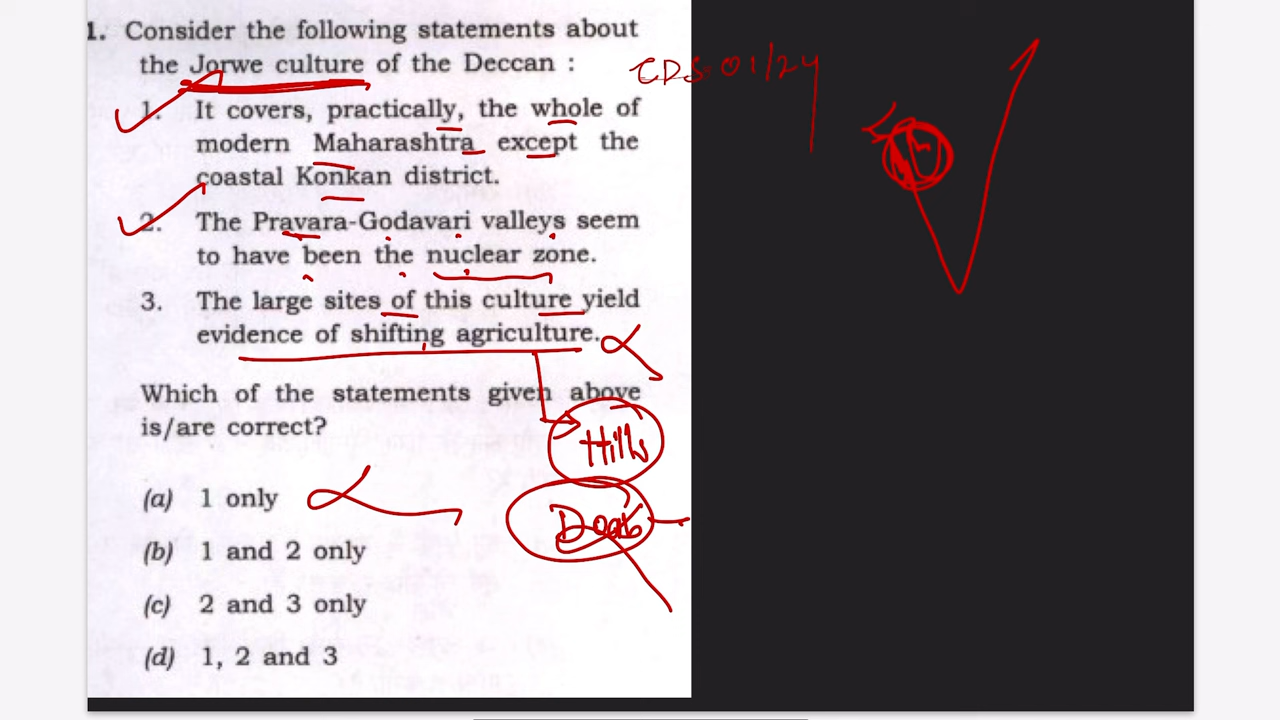 1. Consider the following statements about
the Jorwe culture of the Deccan :
CDS 01/24
1. It covers, practically, the whole of
modern Maharashtra except the
coastal Konkan district.
2. The Pravara-Godavari valleys seem
to have been the nuclear zone.
3. The large sites of this culture yield
evidence of shifting agriculture.
Which of the statements given above
is/are correct?
Hills
(a) 1 only
Doab
(b) 1 and 2 only
(c) 2 and 3 only
(d) 1, 2 and 3